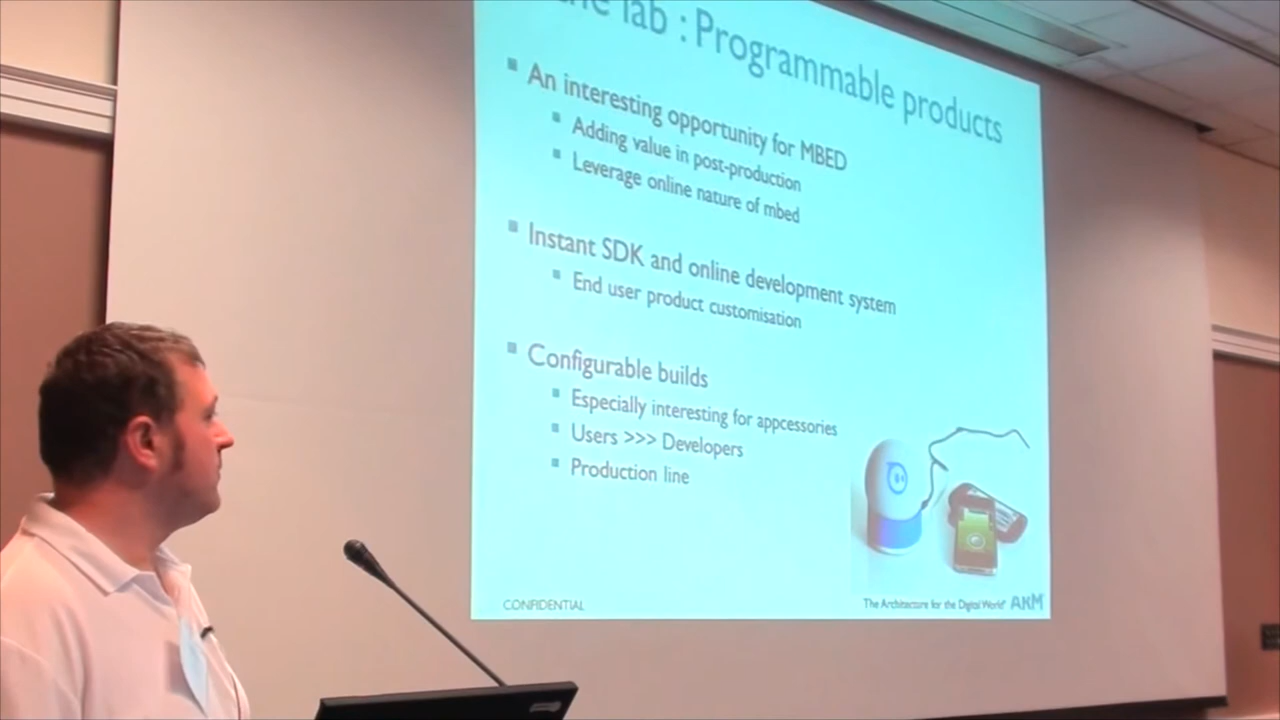 lab : Programmable products
An interesting opportunity for MBED
Adding value in post-production
Leverage online nature of mbed
Instant SDK and online development system
End user product customisation
Configurable builds
Especially interesting for appcessories
Users >>> Developers
Production line
CONFIDENTIAL
The Architecture for the Digital World® ARM